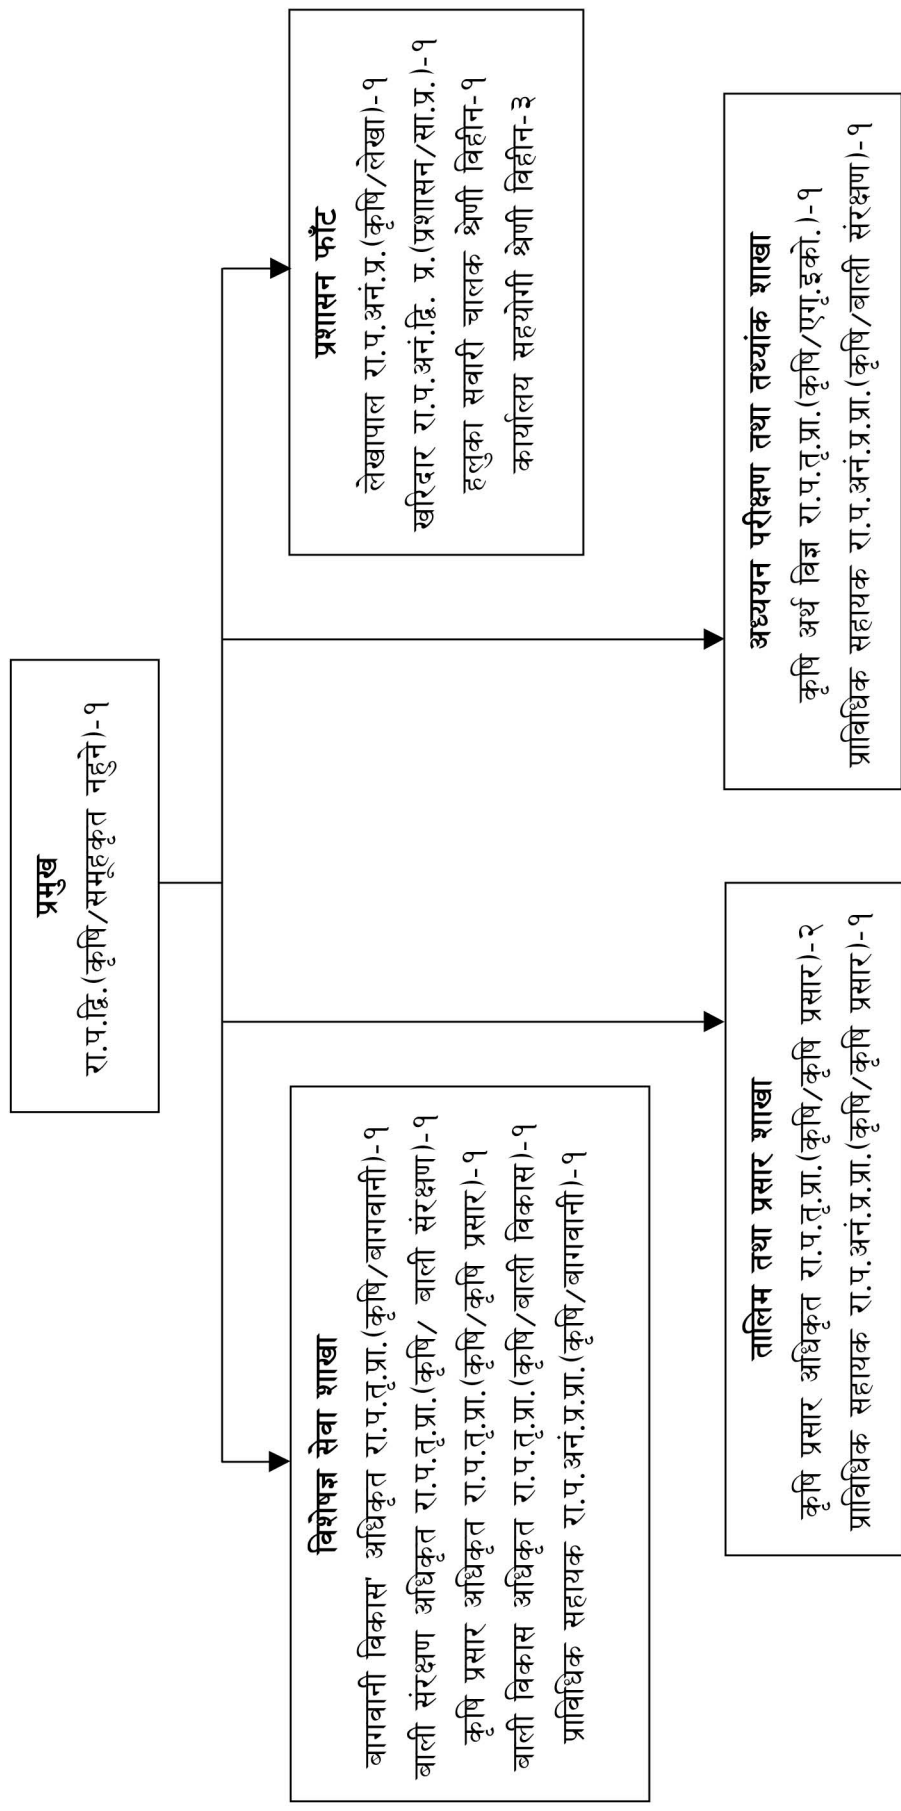 प्रमुख
रा.प.द्वि.(कृषि/समूहकृत नहुने)-१
विशेषज्ञ सेवा शाखा
बागवानी विकास' अधिकृत रा.प.तृ.प्रा.(कृषि/बागवानी)-१
बाली संरक्षण अधिकृत रा.प.तृ.प्रा.(कृषि/ बाली संरक्षण)-१
कृषि प्रसार अधिकृत रा.प.तृ.प्रा.(कृषि/कृषि प्रसार)-१
बाली विकास अधिकृत रा.प.तृ.प्रा.(कृषि/बाली विकास)-१
प्राविधिक सहायक रा.प.अनं.प्र.प्रा.(कृषि/बागवानी)-१
प्रशासन फाँट
लेखापाल रा.प.अनं.प्र.(कृषि/लेखा)-१
खरिदार रा.प.अनं.द्वि. प्र.(प्रशासन/सा.प्र.)-१
हलुका सवारी चालक श्रेणी विहीन-१
कार्यालय सहयोगी श्रेणी विहीन-३
तालिम तथा प्रसार शाखा
कृषि प्रसार अधिकृत रा.प.तृ.प्रा.(कृषि/कृषि प्रसार)-२
प्राविधिक सहायक रा.प.अनं.प्र.प्रा.(कृषि/कृषि प्रसार)-१
अध्ययन परीक्षण तथा तथ्यांक शाखा
कृषि अर्थ विज्ञ रा.प.तृ.प्रा.(कृषि/एग्रृ.इको.)-१
प्राविधिक सहायक रा.प.अनं.प्र.प्रा.(कृषि/बाली संरक्षण)-१